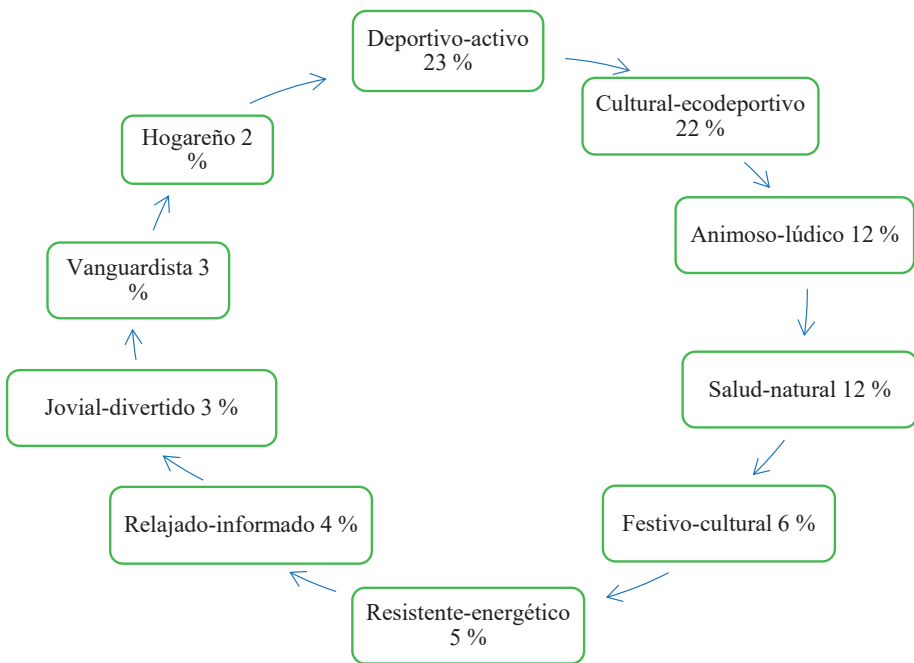 Deportivo-activo
23 %
Cultural-ecodeportivo
22 %
Animoso-lúdico 12 %
Salud-natural 12 %
Festivo-cultural 6 %
Resistente-energético
5 %
Relajado-informado 4 %
Jovial-divertido 3 %
Vanguardista 3
%
Hogareño 2
%